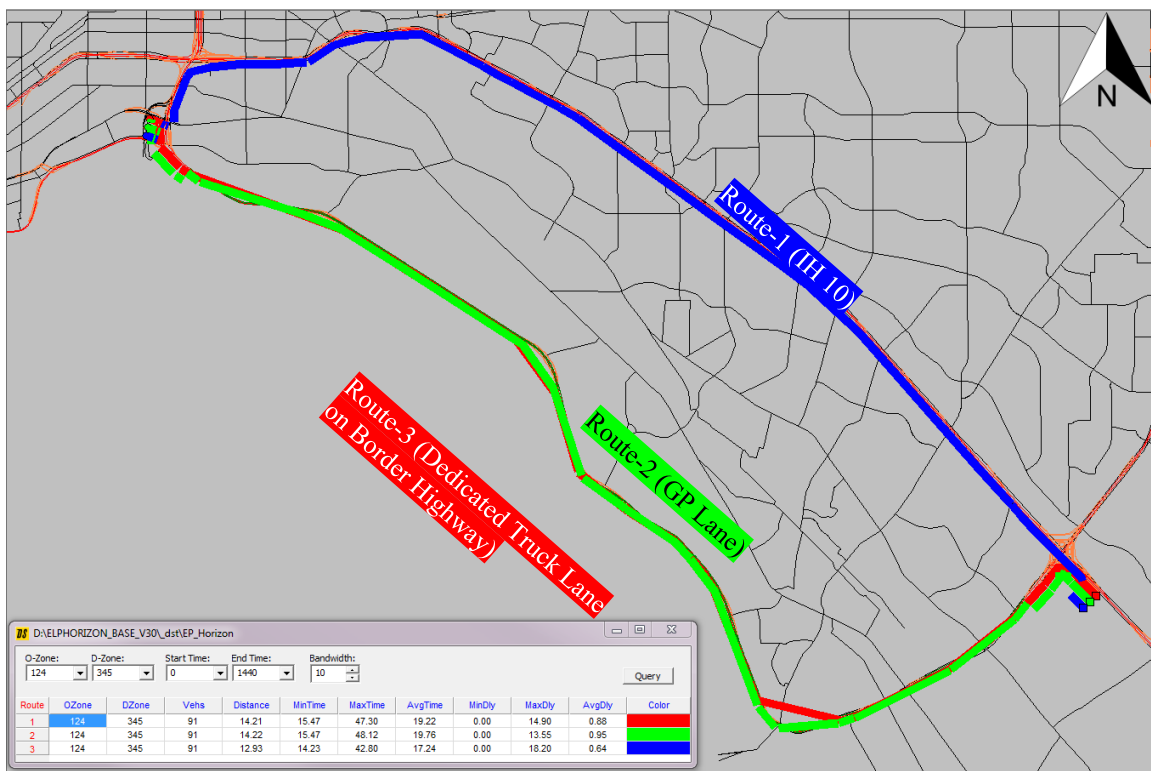 N
Route-1 (IH 10)
Route-3 (Dedicated Truck Lane
on Border Highway)
Route-2 (GP Lane)
DS D:\ELPHORIZON_BASE_V30\_dst\EP_Horizon
O-Zone: D-Zone: Start Time: End Time: Bandwidth:
124 345 0 1440 10 Query
Route OZone DZone Vehs Distance MinTime MaxTime AvgTime MinDly MaxDly AvgDly Color
1 124 345 91 14.21 15.47 47.30 19.22 0.00 14.90 0.88
2 124 345 91 14.22 15.47 48.12 19.76 0.00 13.55 0.95
3 124 345 91 12.93 14.23 42.80 17.24 0.00 18.20 0.64